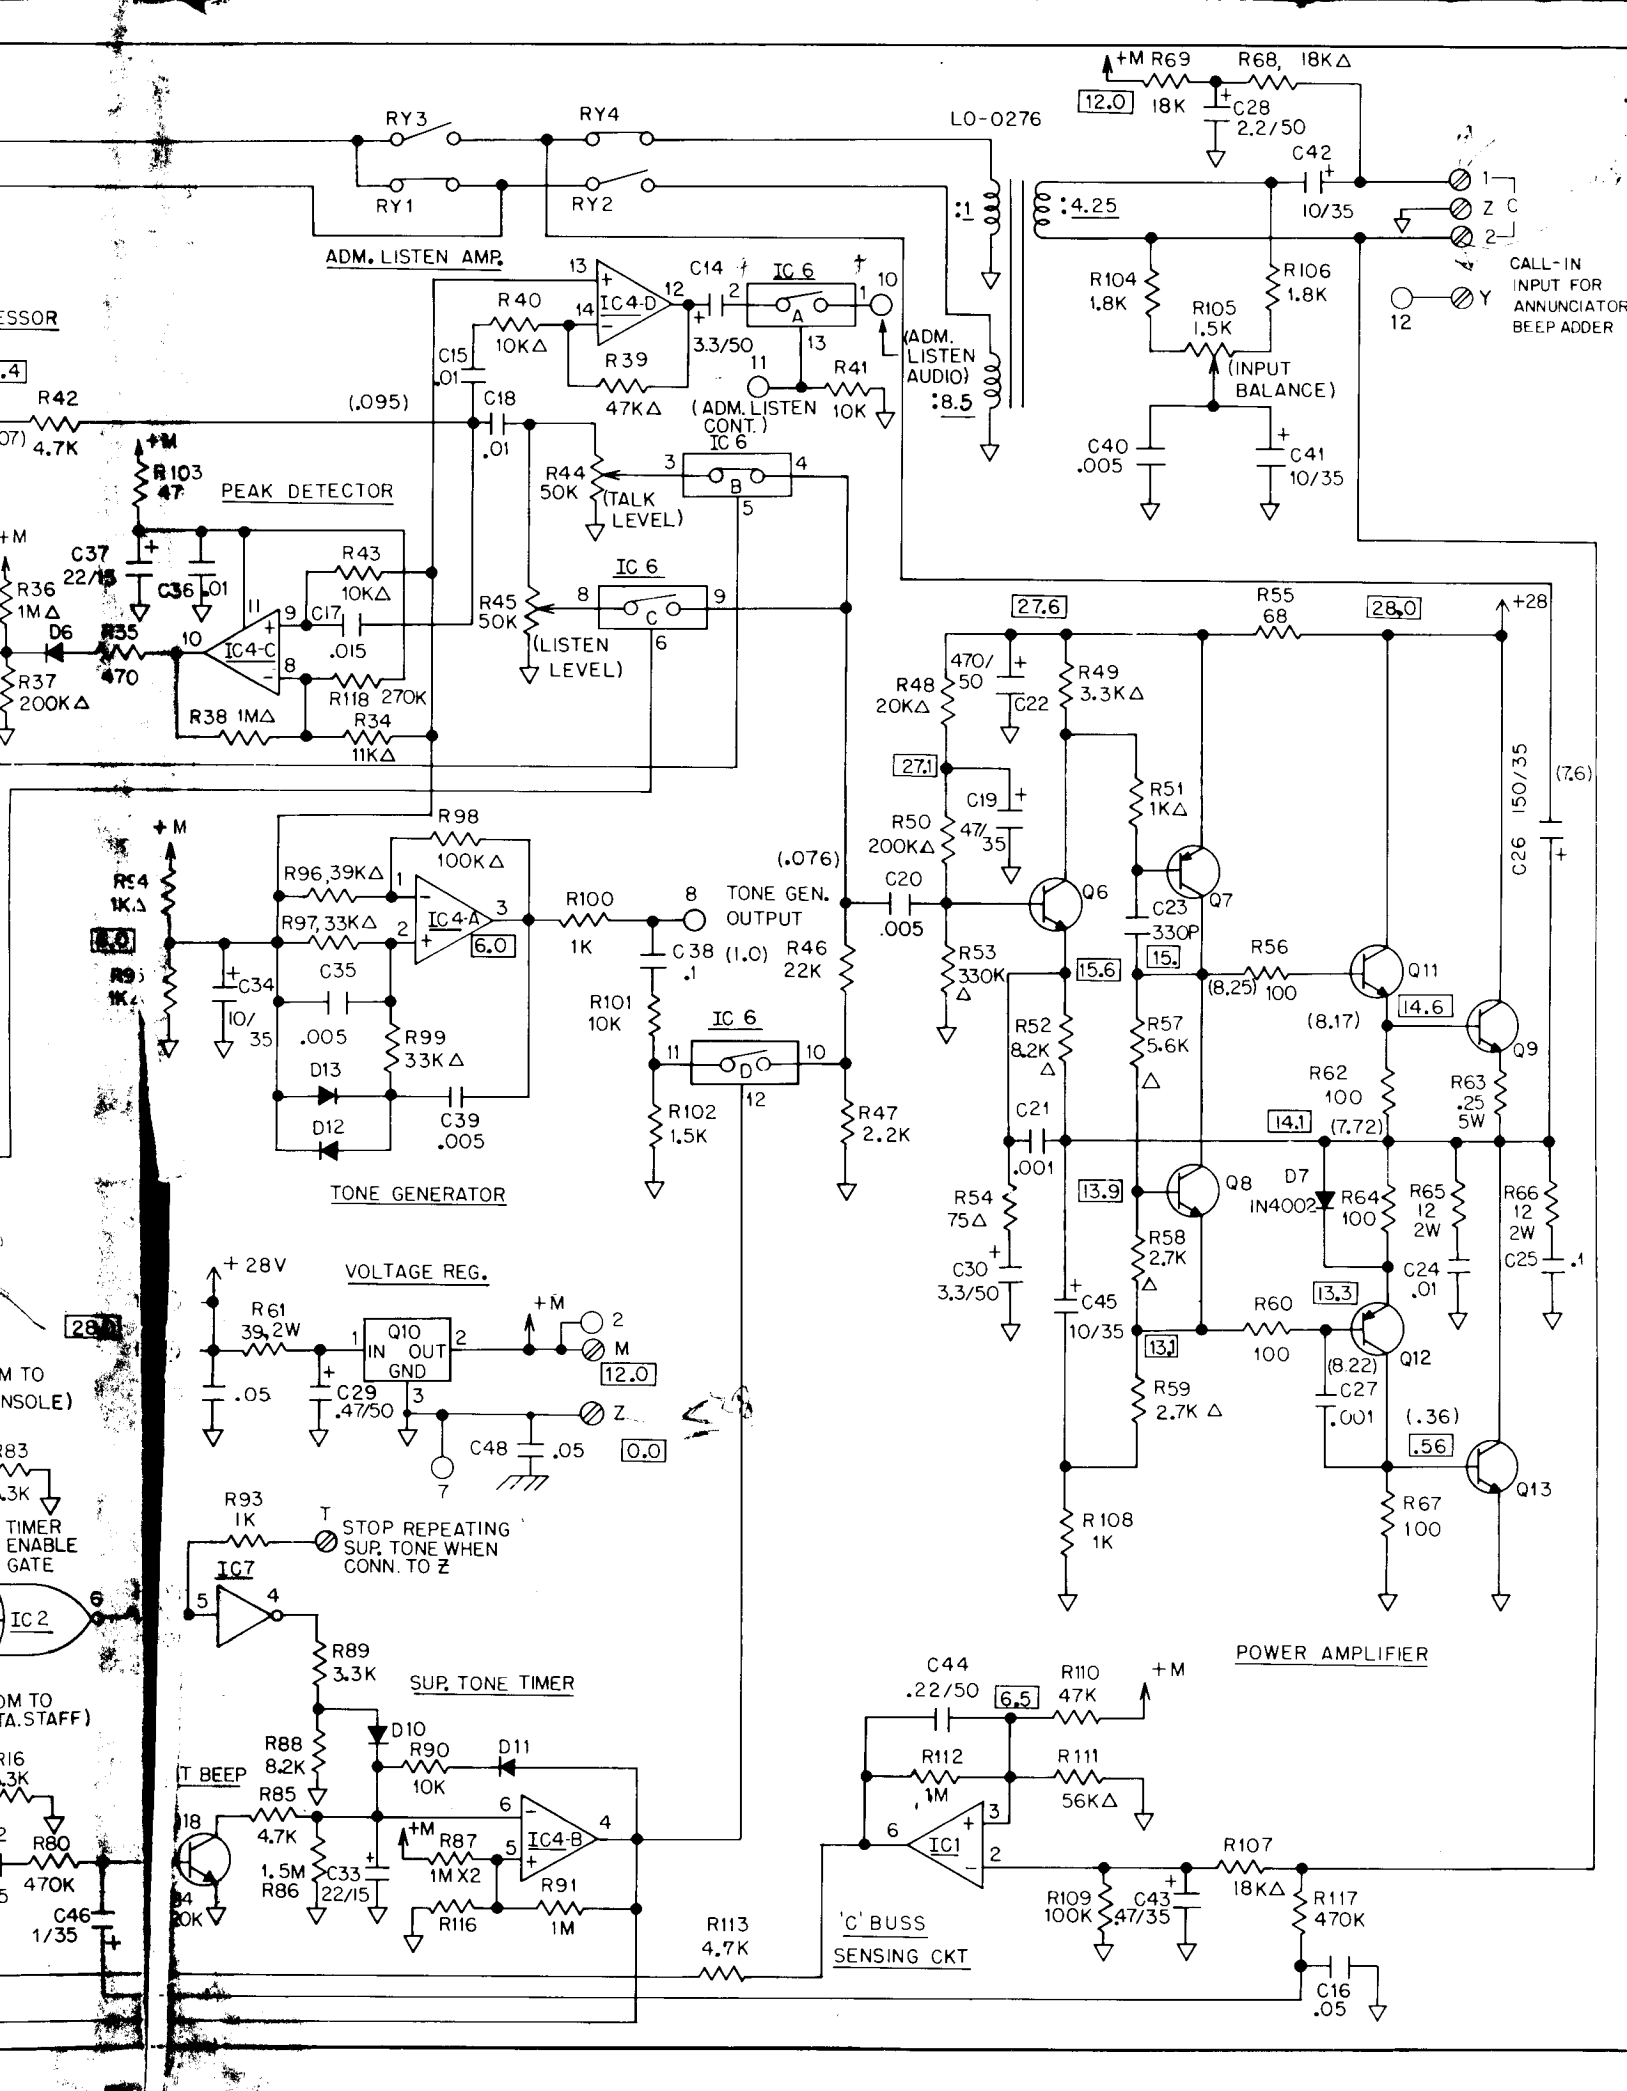 +M R69
R68, 18KΔ
12.0
18K
C28
2.2/50
RY3
RY4
LO-0276
C42
10/35
1
Z C
2
RY1
RY2
:1
:4.25
ADM. LISTEN AMP.
CALL-IN
INPUT FOR
ANNUNCIATOR
BEEP ADDER
Y
12
R104
1.8K
R106
1.8K
R105
1.5K
(INPUT
BALANCE)
13
IC4-D
12
14
R40
10KΔ
C14
3.3/50
2
IC 6
A
1
10
13
(ADM.
LISTEN
AUDIO)
:8.5
ESSOR
.4
C15
.01
R39
47KΔ
11
R41
10K
(ADM. LISTEN
CONT.)
R42
4.7K
07)
(.095)
C18
.01
IC 6
3
B
4
5
R44
50K
(TALK
LEVEL)
C40
.005
C41
10/35
+M
R103
47
PEAK DETECTOR
+M
C37
22/15
C36 .01
R36
1MΔ
R43
10KΔ
11
9
C17
.015
IC 6
8
C
9
6
R45
50K
(LISTEN
LEVEL)
D6
R35
470
10
IC4-C
8
R37
200KΔ
R118 270K
R38 1MΔ
R34
11KΔ
27.6
R55
68
28.0
+28
470/
50
C22
R48
20KΔ
R49
3.3KΔ
27.1
C19
47/
35
R51
1KΔ
C26 150/35
(7.6)
+M
R98
100KΔ
R50
200KΔ
(.076)
R94
1KΔ
R96,39KΔ
1
IC4-A
3
2
R97,33KΔ
6.0
R100
1K
8
TONE GEN.
OUTPUT
(1.0)
C20
.005
Q6
Q7
C23
330P
15.
C34
10/
35
C35
.005
C38
.1
R46
22K
R53
330K
Δ
15.6
R56
100
(8.25)
Q11
14.6
(8.17)
R101
10K
IC 6
11
D
10
12
R99
33KΔ
R52
8.2K
Δ
R57
5.6K
Δ
Q9
R62
100
R63
.25
5W
D13
D12
C39
.005
R102
1.5K
R47
2.2K
C21
.001
14.1
(7.72)
TONE GENERATOR
R54
75Δ
13.9
Q8
D7
IN4002
R64
100
R65
12
2W
R66
12
2W
C30
3.3/50
C45
10/35
R58
2.7K
Δ
C24
.01
C25
.1
+ 28V
VOLTAGE REG.
R61
39,2W
1
Q10
IN OUT
GND
2
3
+M
2
M
12.0
13.1
R60
100
13.3
(8.22)
Q12
.05
C29
.47/50
Z
0.0
C48
.05
7
R59
2.7K Δ
C27
.001
(.36)
.56
Q13
M TO
NSOLE)
R83
.3K
TIMER
ENABLE
GATE
R93
1K
T
STOP REPEATING
SUP. TONE WHEN
CONN. TO Z
R108
1K
R67
100
IC7
5
4
6
IC 2
R89
3.3K
SUP. TONE TIMER
POWER AMPLIFIER
OM TO
TA.STAFF)
C44
.22/50
6.5
R110
47K
+M
R16
.3K
R88
8.2K
D10
R90
10K
D11
R112
1M
R111
56KΔ
T BEEP
R85
4.7K
6
IC4-B
4
5
+M
R87
1M X2
3
IC1
6
2
R107
18KΔ
R80
470K
1.5M
R86
C33
22/15
R116
R91
1M
R109
100K
C43
.47/35
R117
470K
C46
1/35
R113
4.7K
'C' BUSS
SENSING CKT
C16
.05